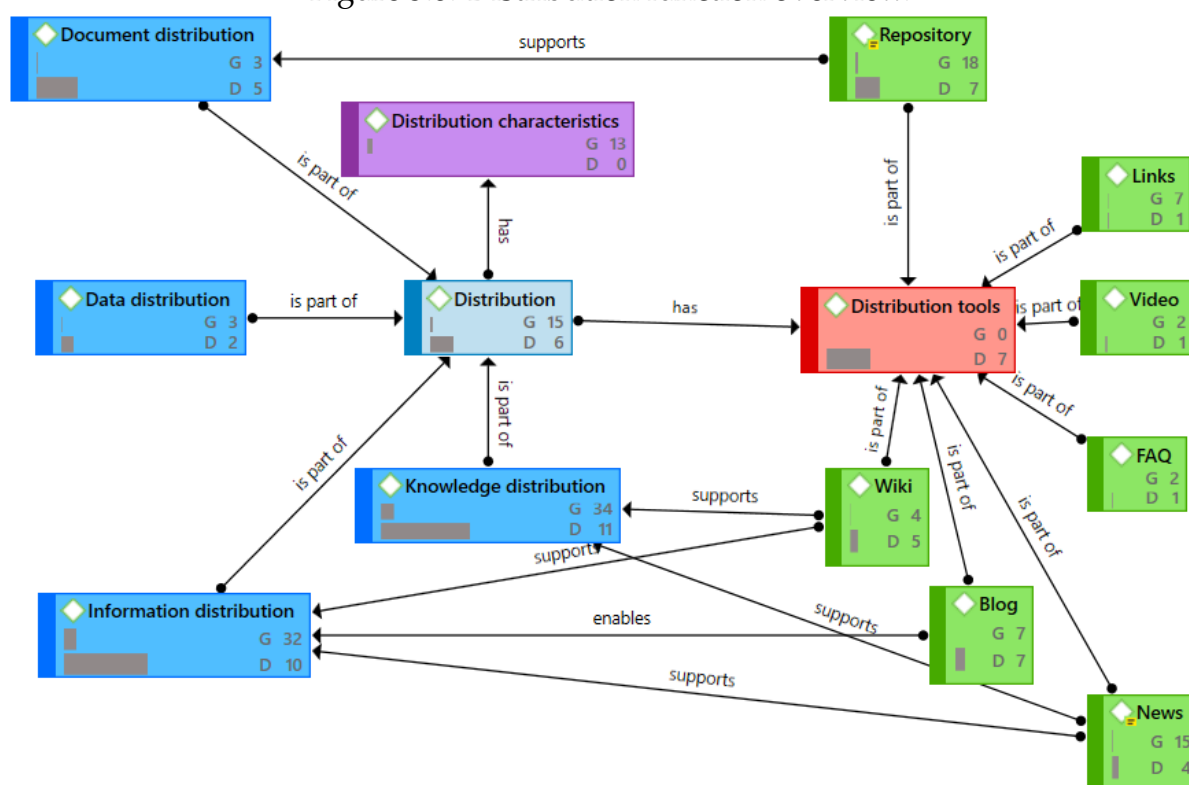 Document distribution
G 3
D 5
supports
Repository
G 18
D 7
Distribution characteristics
G 13
D 0
is part of
has
is part of
Links
G 7
D 1
is part of
Data distribution
G 3
D 2
is part of
Distribution
G 15
D 6
has
Distribution tools
G 0
D 7
is part of
Video
G 2
D 1
is part of
is part of
is part of
is part of
is part of
is part of
FAQ
G 2
D 1
Knowledge distribution
G 34
D 11
supports
Wiki
G 4
D 5
supports
Information distribution
G 32
D 10
enables
supports
Blog
G 7
D 7
supports
News
G 15
D 4